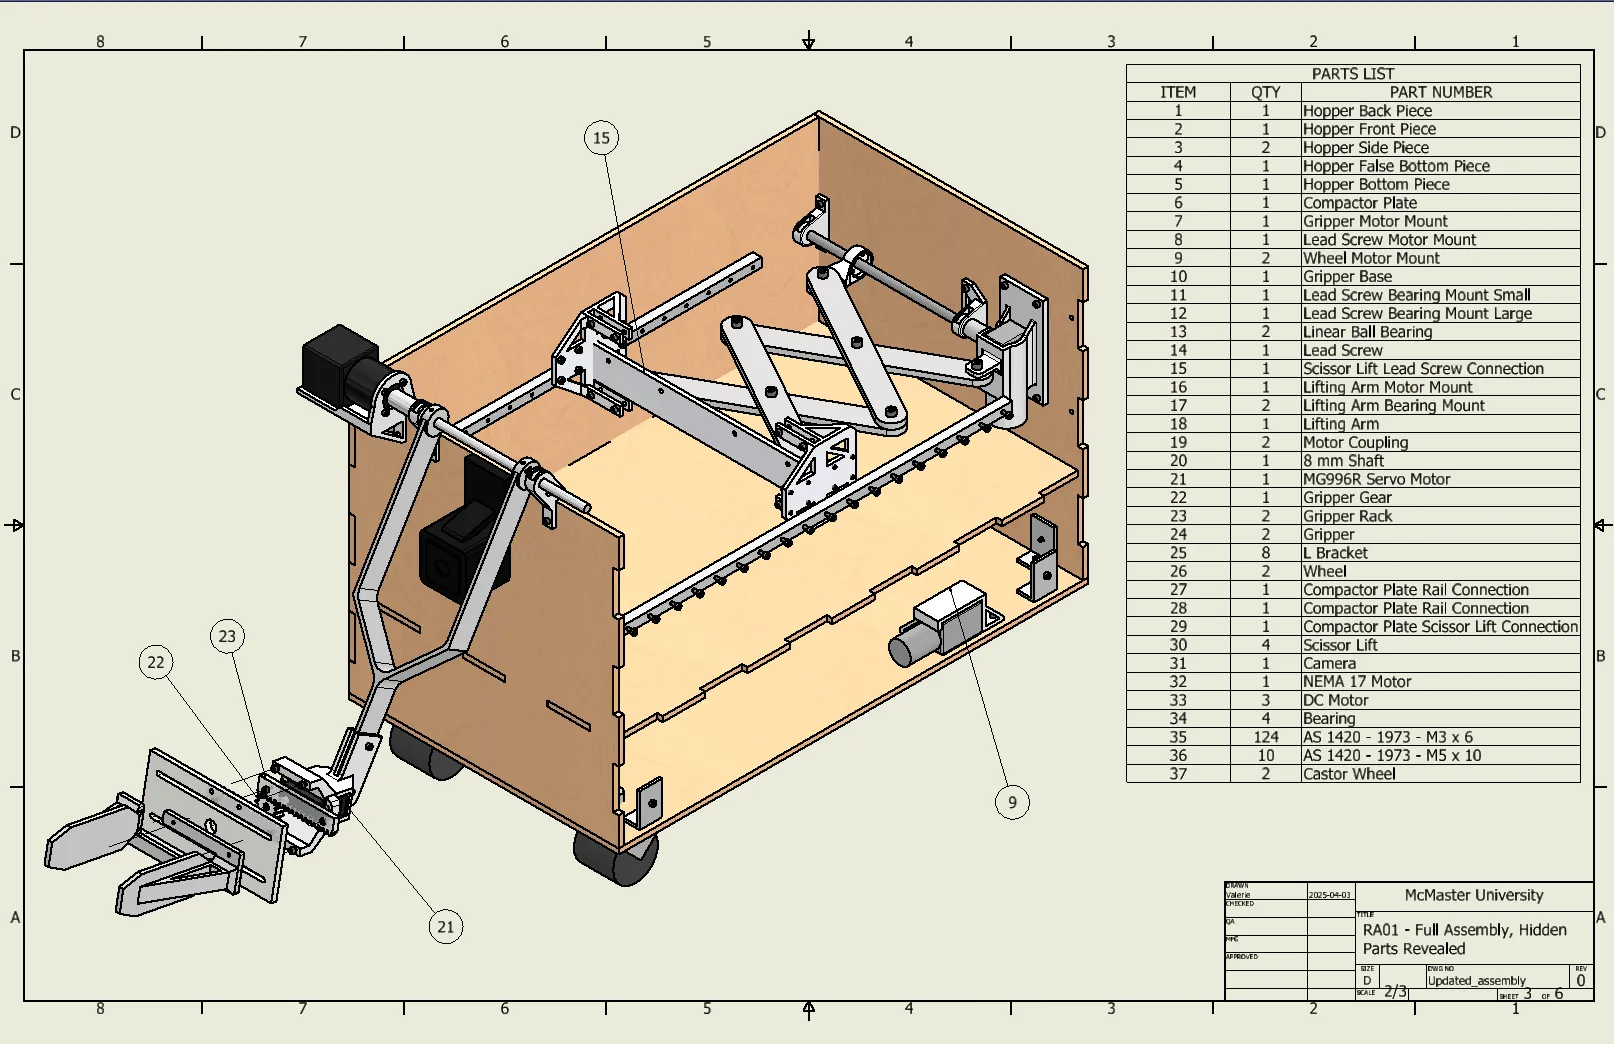 8 7 6 5 4 3 2 1
D D
C C
B B
A A
15
23
22
9
21
PARTS LIST
ITEM QTY PART NUMBER
1 1 Hopper Back Piece
2 1 Hopper Front Piece
3 2 Hopper Side Piece
4 1 Hopper False Bottom Piece
5 1 Hopper Bottom Piece
6 1 Compactor Plate
7 1 Gripper Motor Mount
8 1 Lead Screw Motor Mount
9 2 Wheel Motor Mount
10 1 Gripper Base
11 1 Lead Screw Bearing Mount Small
12 1 Lead Screw Bearing Mount Large
13 2 Linear Ball Bearing
14 1 Lead Screw
15 1 Scissor Lift Lead Screw Connection
16 1 Lifting Arm Motor Mount
17 2 Lifting Arm Bearing Mount
18 1 Lifting Arm
19 2 Motor Coupling
20 1 8 mm Shaft
21 1 MG996R Servo Motor
22 1 Gripper Gear
23 2 Gripper Rack
24 2 Gripper
25 8 L Bracket
26 2 Wheel
27 1 Compactor Plate Rail Connection
28 1 Compactor Plate Rail Connection
29 1 Compactor Plate Scissor Lift Connection
30 4 Scissor Lift
31 1 Camera
32 1 NEMA 17 Motor
33 3 DC Motor
34 4 Bearing
35 124 AS 1420 - 1973 - M3 x 6
36 10 AS 1420 - 1973 - M5 x 10
37 2 Castor Wheel
DRAWN
Valerie 2025-04-03
CHECKED
QA
MFG
APPROVED
McMaster University
TITLE
RA01 - Full Assembly, Hidden
Parts Revealed
SIZE
D
DWG NO
Updated_assembly
REV
0
SCALE 2/3
SHEET 3 OF 6
8 7 6 5 4 3 2 1